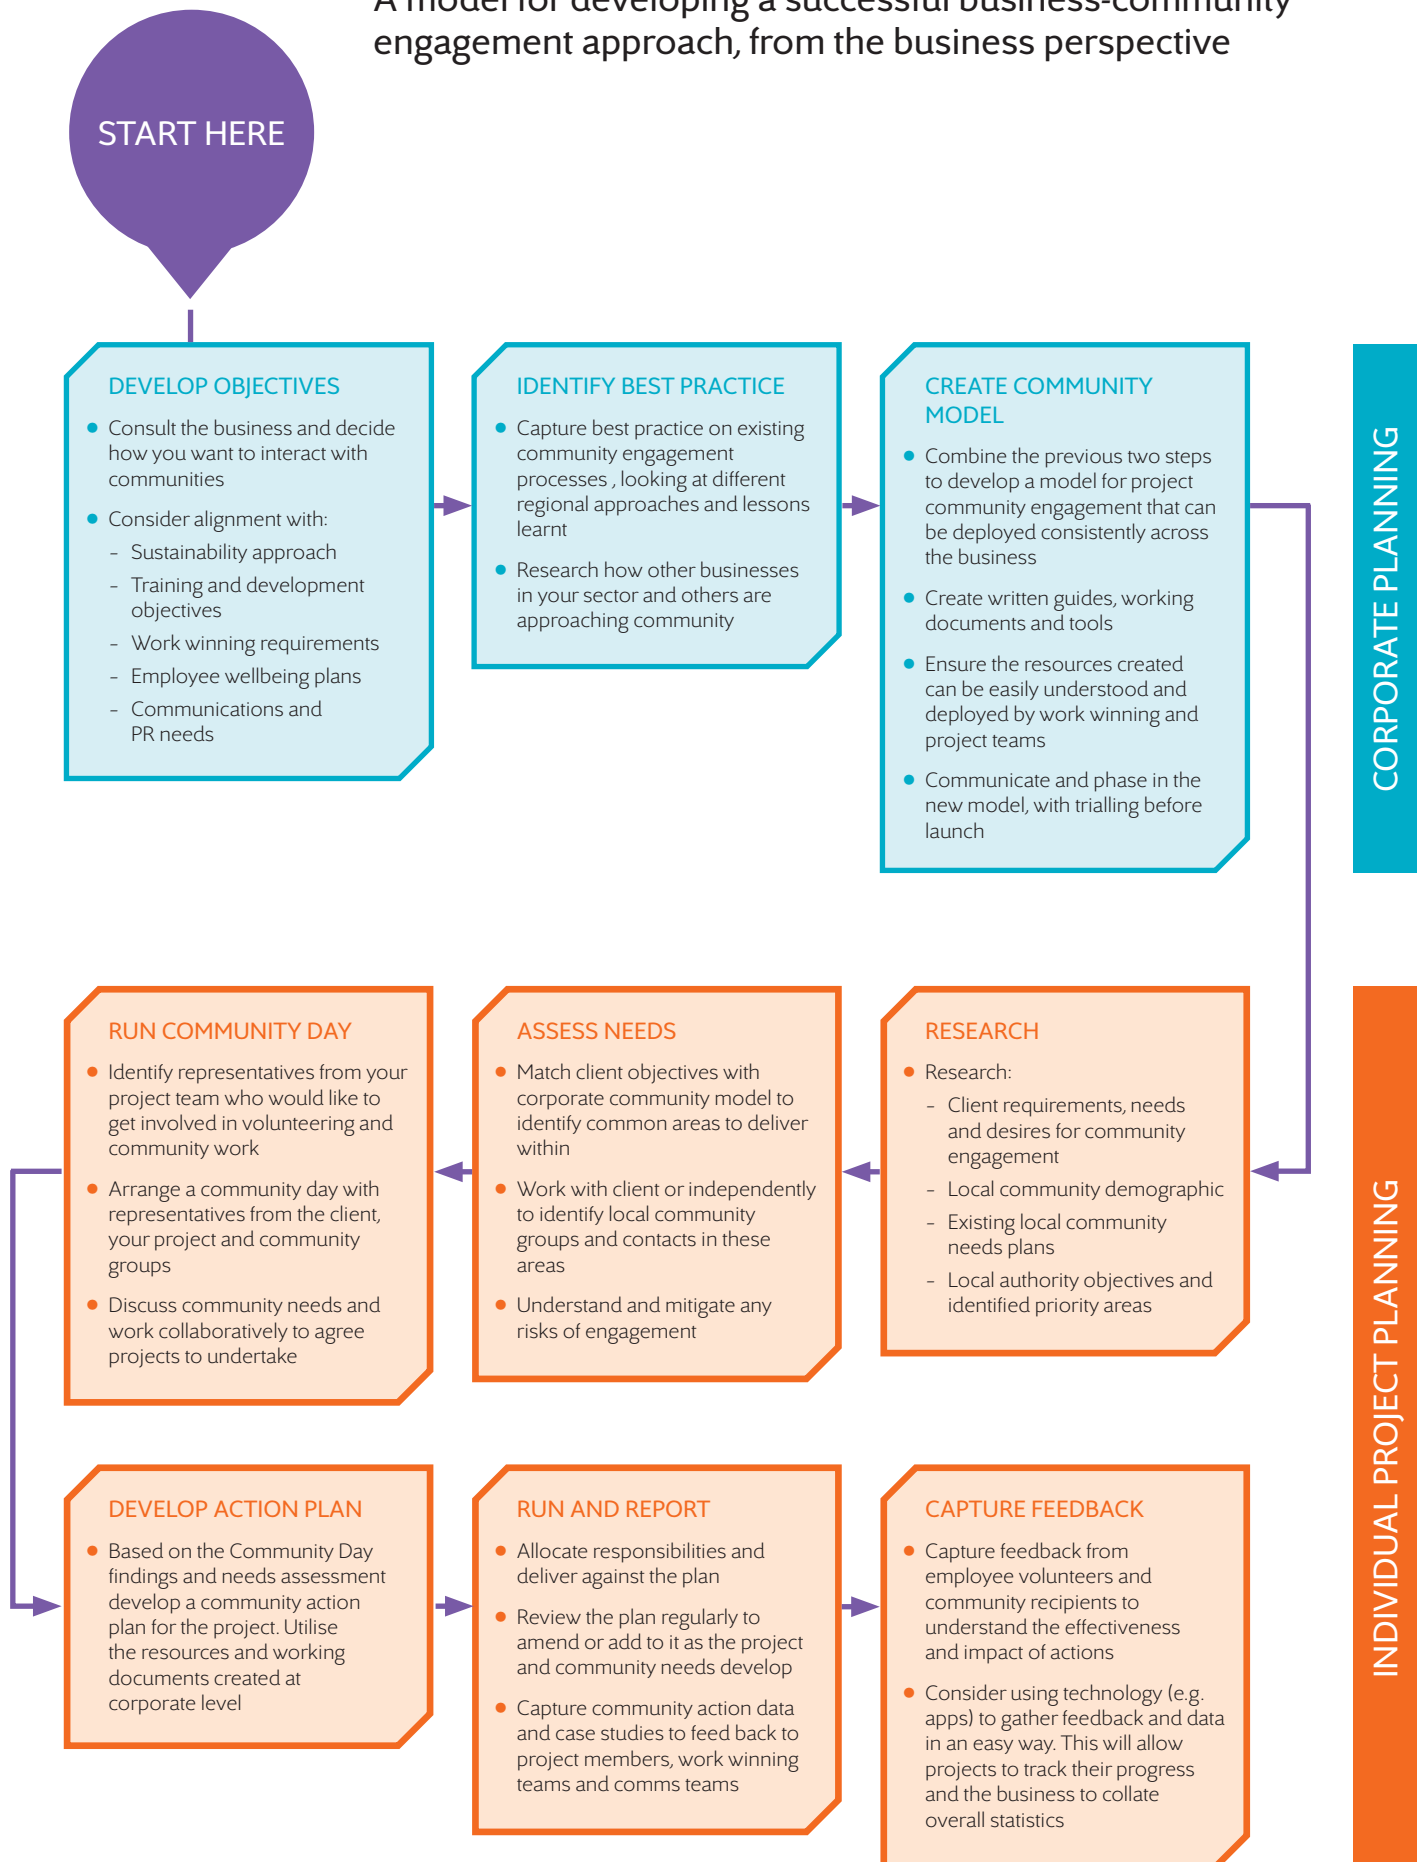 A model for developing a successful business-community
engagement approach, from the business perspective
START HERE
DEVELOP OBJECTIVES
• Consult the business and decide
how you want to interact with
communities
• Consider alignment with:
– Sustainability approach
– Training and development
objectives
– Work winning requirements
– Employee wellbeing plans
– Communications and
PR needs
IDENTIFY BEST PRACTICE
• Capture best practice on existing
community engagement
processes , looking at different
regional approaches and lessons
learnt
• Research how other businesses
in your sector and others are
approaching community
CREATE COMMUNITY
MODEL
• Combine the previous two steps
to develop a model for project
community engagement that can
be deployed consistently across
the business
• Create written guides, working
documents and tools
• Ensure the resources created
can be easily understood and
deployed by work winning and
project teams
• Communicate and phase in the
new model, with trialling before
launch
CORPORATE PLANNING
RESEARCH
• Research:
– Client requirements, needs
and desires for community
engagement
– Local community demographic
– Existing local community
needs plans
– Local authority objectives and
identified priority areas
ASSESS NEEDS
• Match client objectives with
corporate community model to
identify common areas to deliver
within
• Work with client or independently
to identify local community
groups and contacts in these
areas
• Understand and mitigate any
risks of engagement
RUN COMMUNITY DAY
• Identify representatives from your
project team who would like to
get involved in volunteering and
community work
• Arrange a community day with
representatives from the client,
your project and community
groups
• Discuss community needs and
work collaboratively to agree
projects to undertake
DEVELOP ACTION PLAN
• Based on the Community Day
findings and needs assessment
develop a community action
plan for the project. Utilise
the resources and working
documents created at
corporate level
RUN AND REPORT
• Allocate responsibilities and
deliver against the plan
• Review the plan regularly to
amend or add to it as the project
and community needs develop
• Capture community action data
and case studies to feed back to
project members, work winning
teams and comms teams
CAPTURE FEEDBACK
• Capture feedback from
employee volunteers and
community recipients to
understand the effectiveness
and impact of actions
• Consider using technology (e.g.
apps) to gather feedback and data
in an easy way. This will allow
projects to track their progress
and the business to collate
overall statistics
INDIVIDUAL PROJECT PLANNING